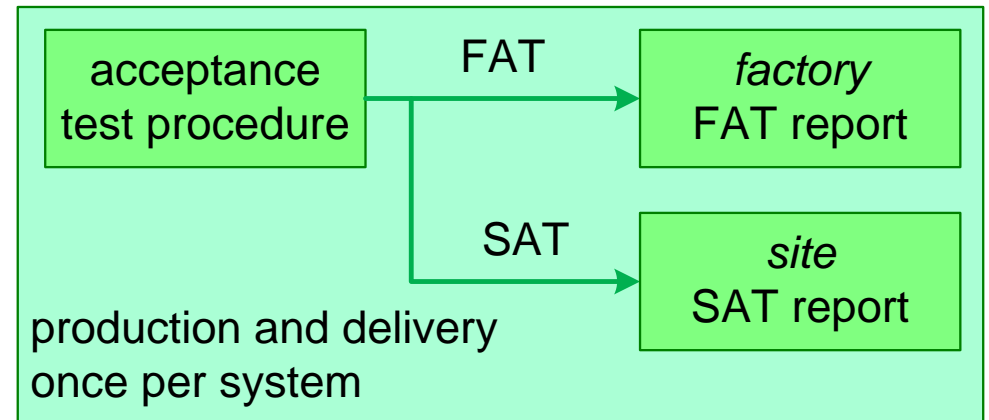 acceptance
test procedure
FAT
factory
FAT report
SAT
site
SAT report
production and delivery
once per system